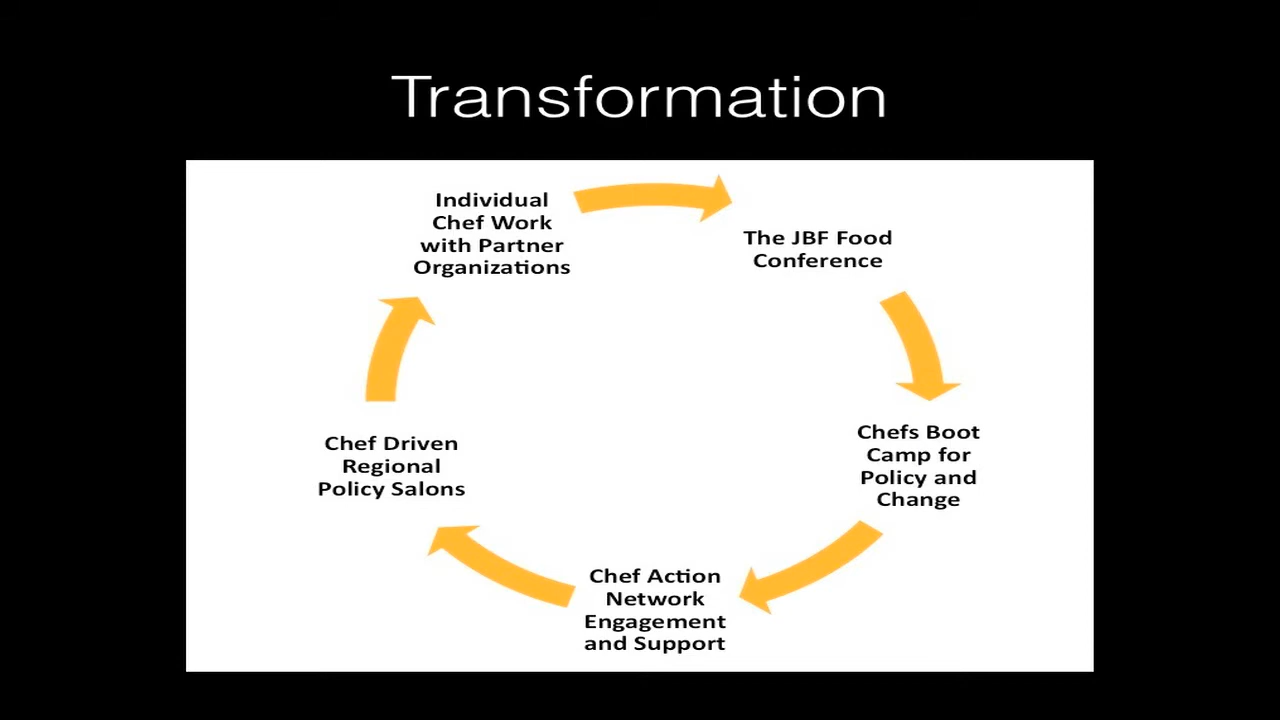 Transformation
Individual
Chef Work
with Partner
Organizations
The JBF Food
Conference
Chefs Boot
Camp for
Policy and
Change
Chef Action
Network
Engagement
and Support
Chef Driven
Regional
Policy Salons